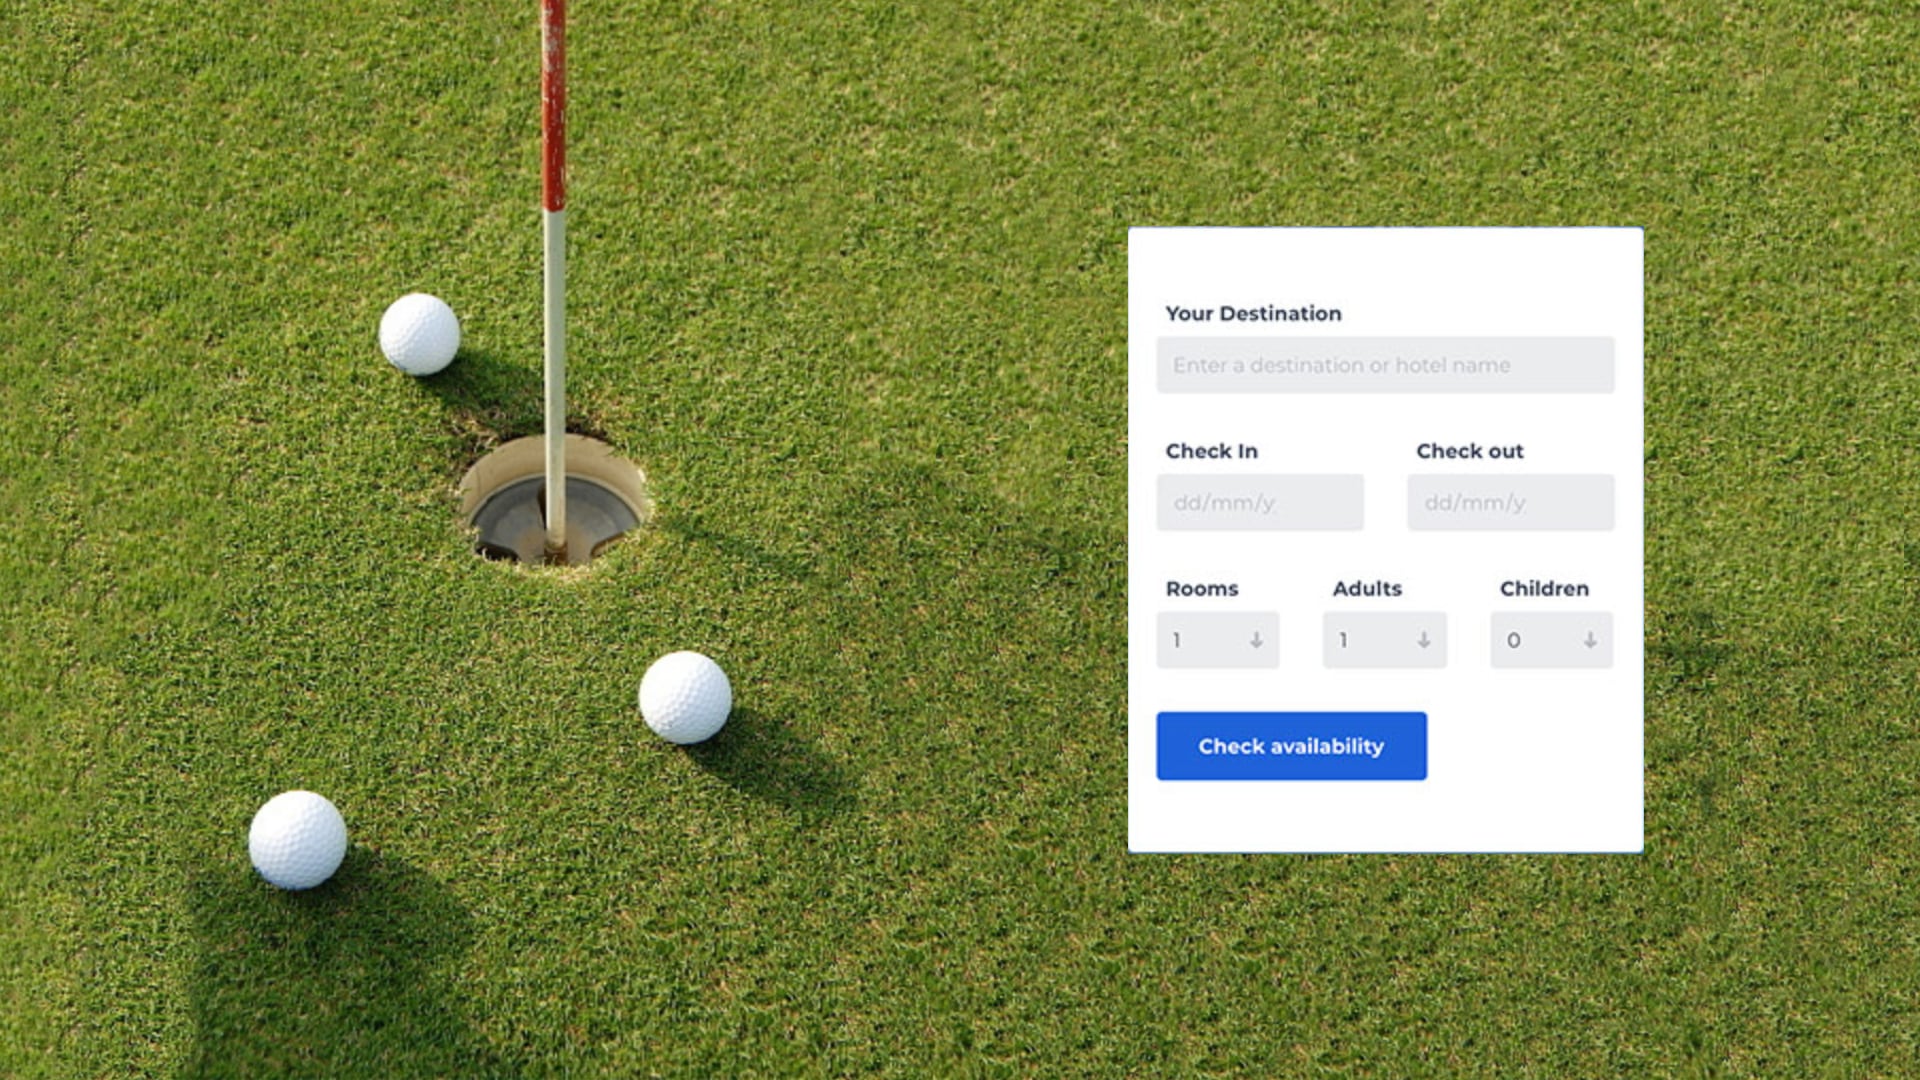 Your Destination
Enter a destination or hotel name
Check In Check out
dd/mm/y dd/mm/y
Rooms Adults Children
1 1 0
Check availability